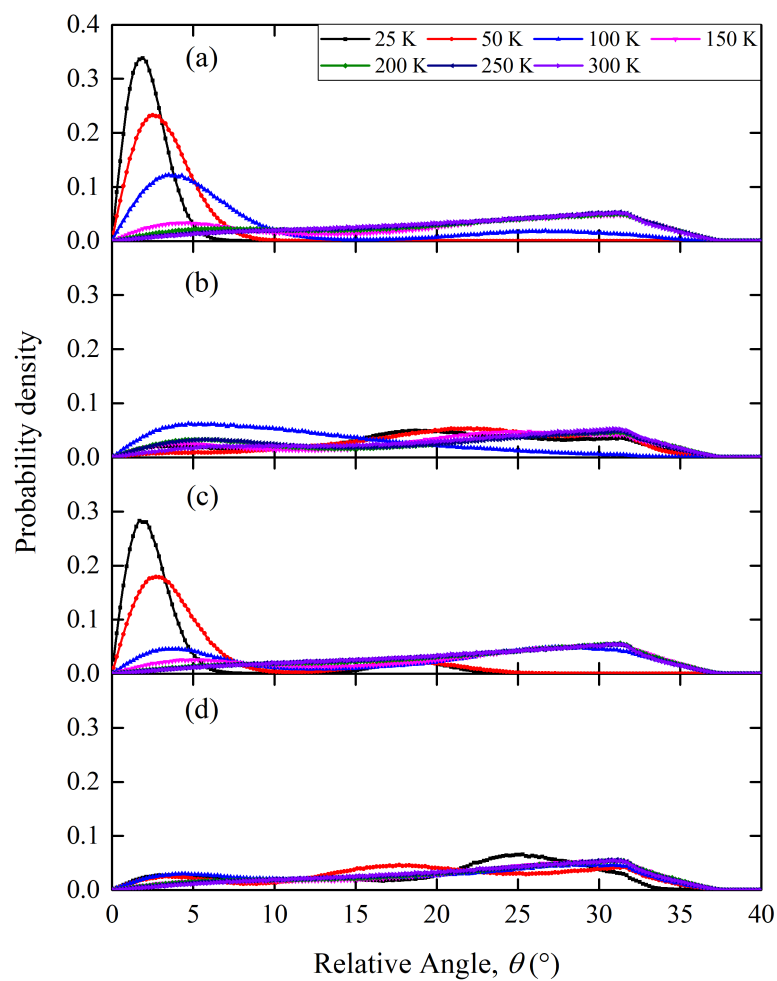 0.4
(a)
25 K 50 K 100 K 150 K
200 K 250 K 300 K
0.3
0.2
0.1
0.0
(b)
0.3
0.2
0.1
0.0
(c)
0.3
0.2
0.1
0.0
(d)
0.3
0.2
0.1
0.0
0 5 10 15 20 25 30 35 40
Probability density
Relative Angle, θ (°)